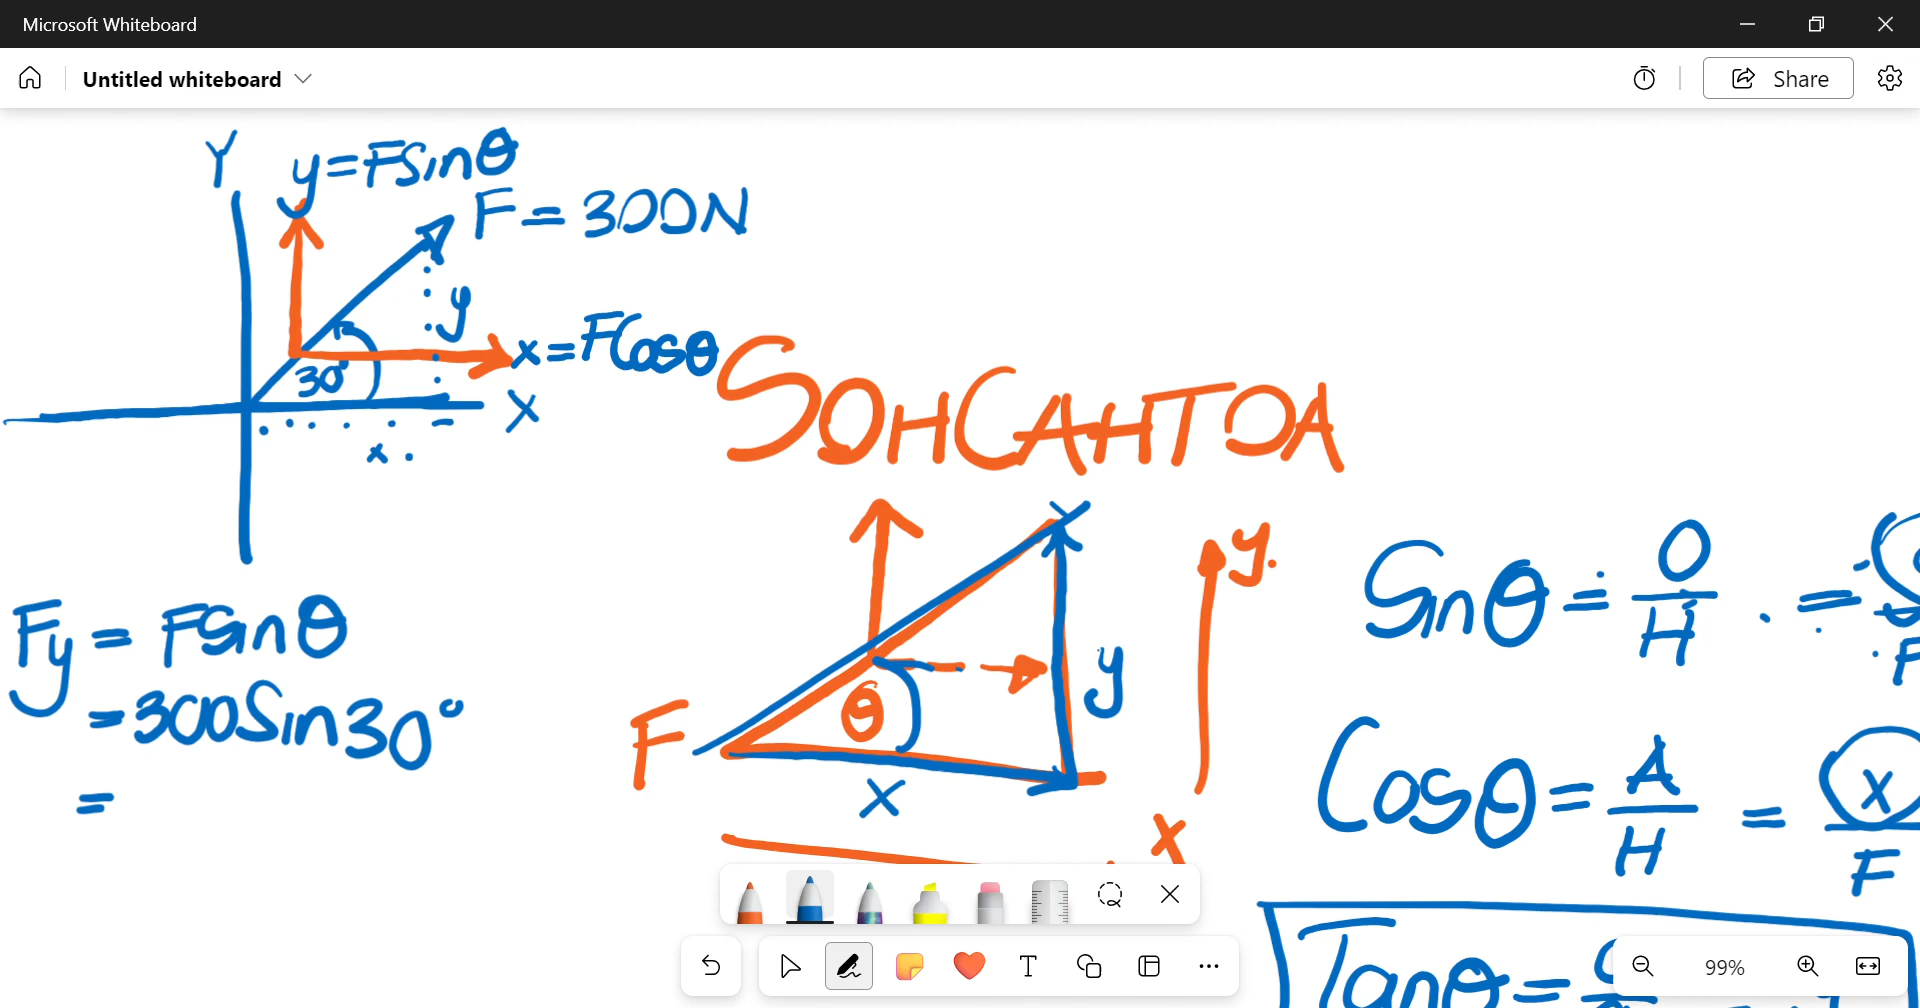 Microsoft Whiteboard
Untitled whiteboard
Share
Y
y=FSinθ
F=300N
y
x=FCosθ
30°
X
x
SOHCAHTOA
Fy=FSinθ
=300Sin30°
=
F
θ
x
y
y.
X
Sinθ=O/H=
F
Cosθ=A/H=x/F
Tanθ=
99%